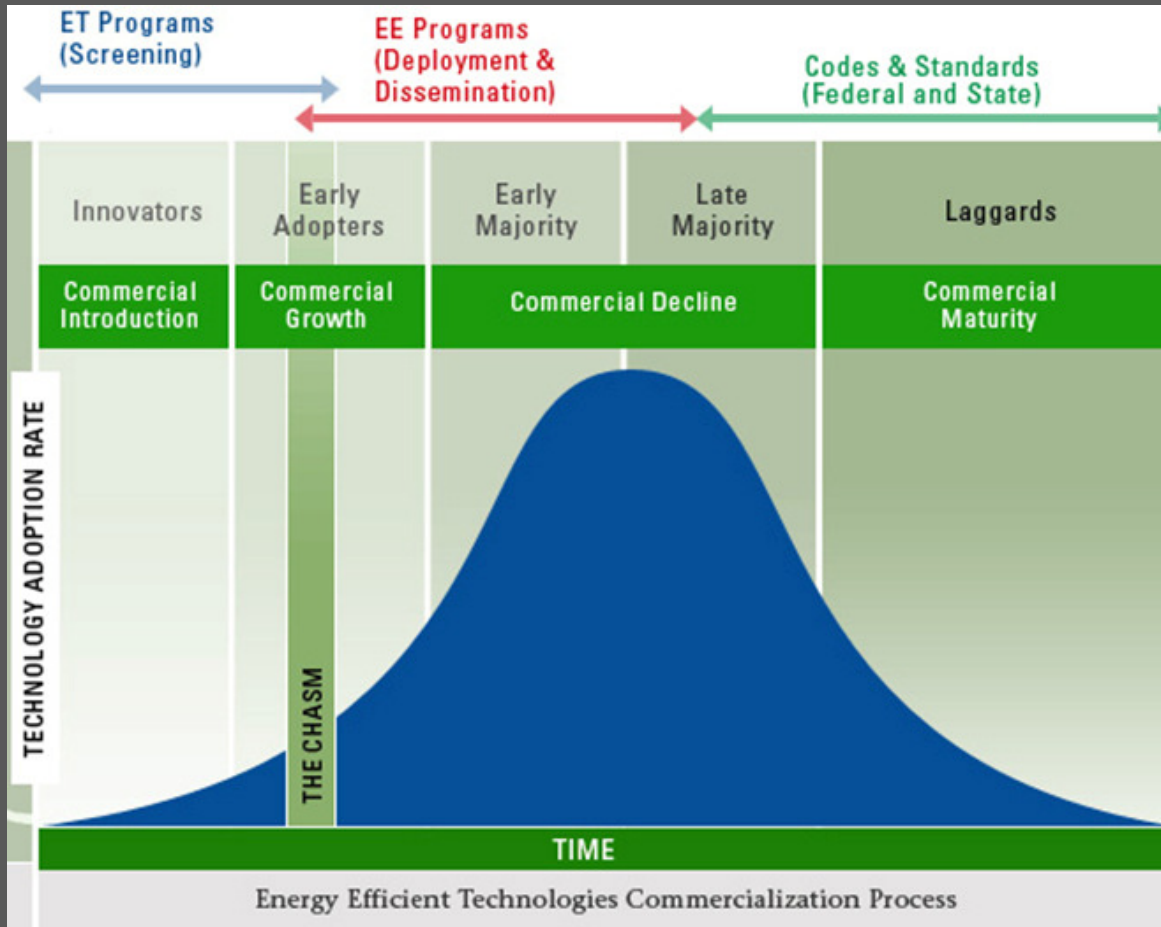 ET Programs
(Screening)
EE Programs
(Deployment &
Dissemination)
Codes & Standards
(Federal and State)
Innovators
Early
Adopters
Early
Majority
Late
Majority
Laggards
Commercial
Introduction
Commercial
Growth
Commercial Decline
Commercial
Maturity
TECHNOLOGY ADOPTION RATE
THE CHASM
TIME
Energy Efficient Technologies Commercialization Process